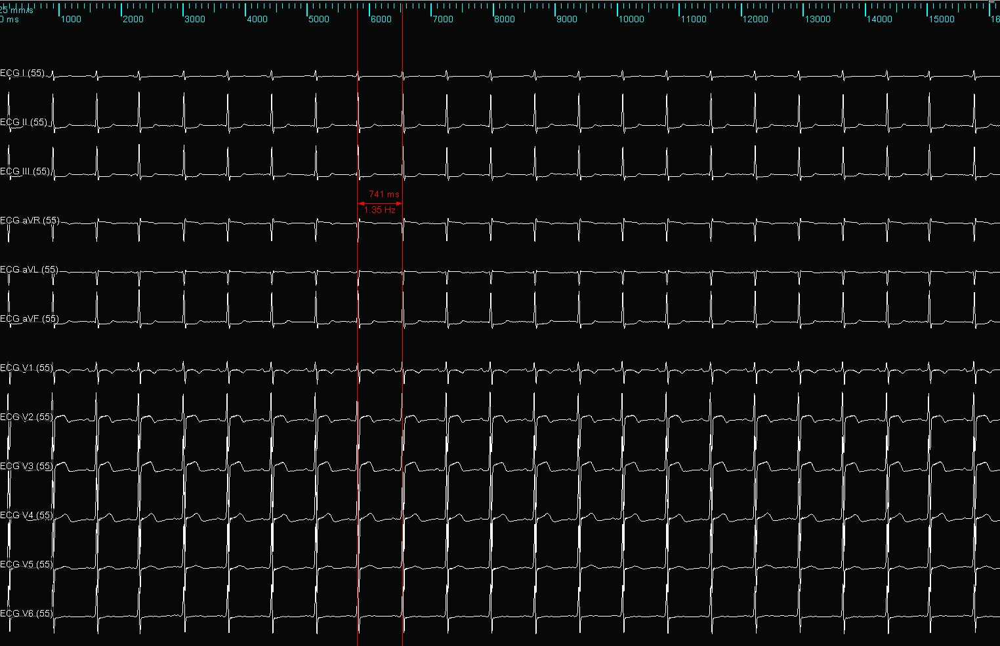 25 mm/s
0 ms 1000 2000 3000 4000 5000 6000 7000 8000 9000 10000 11000 12000 13000 14000 15000 16
ECG I (55)
ECG II (55)
ECG III (55)
741 ms
1.35 Hz
ECG aVR (55)
ECG aVL (55)
ECG aVF (55)
ECG V1 (55)
ECG V2 (55)
ECG V3 (55)
ECG V4 (55)
ECG V5 (55)
ECG V6 (55)